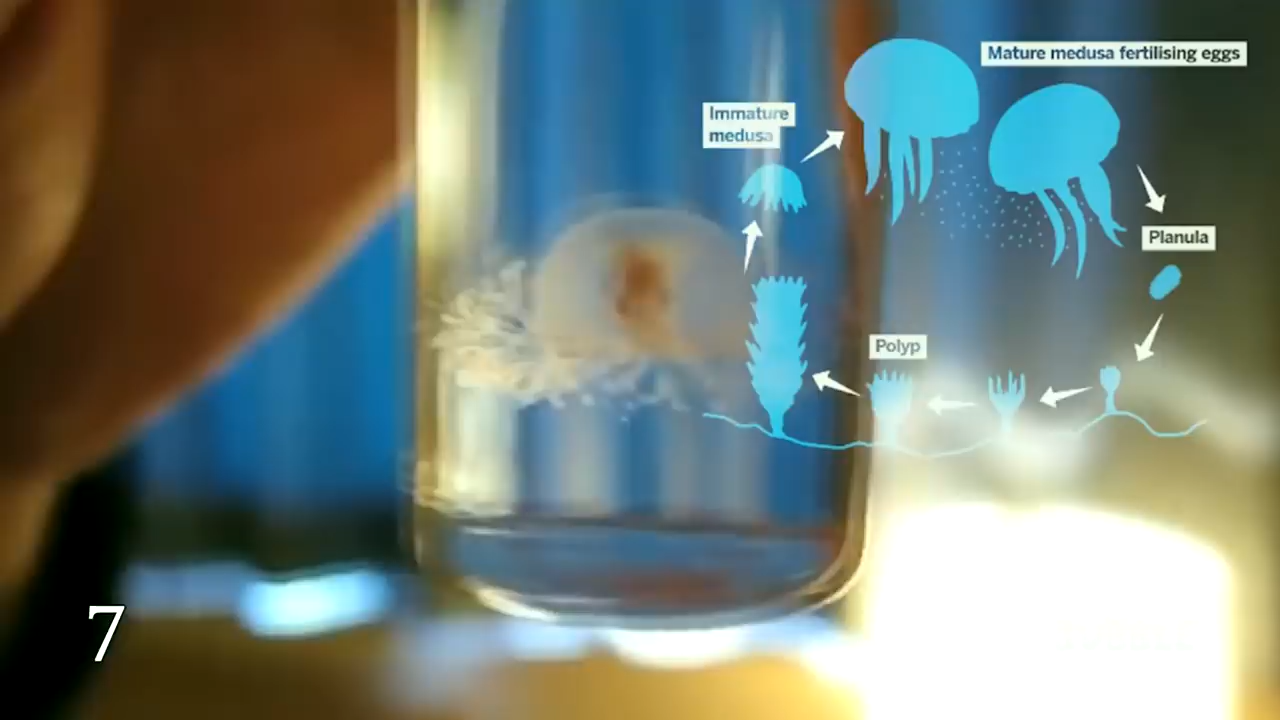 Mature medusa fertilising eggs
Immature
medusa
Planula
Polyp
7